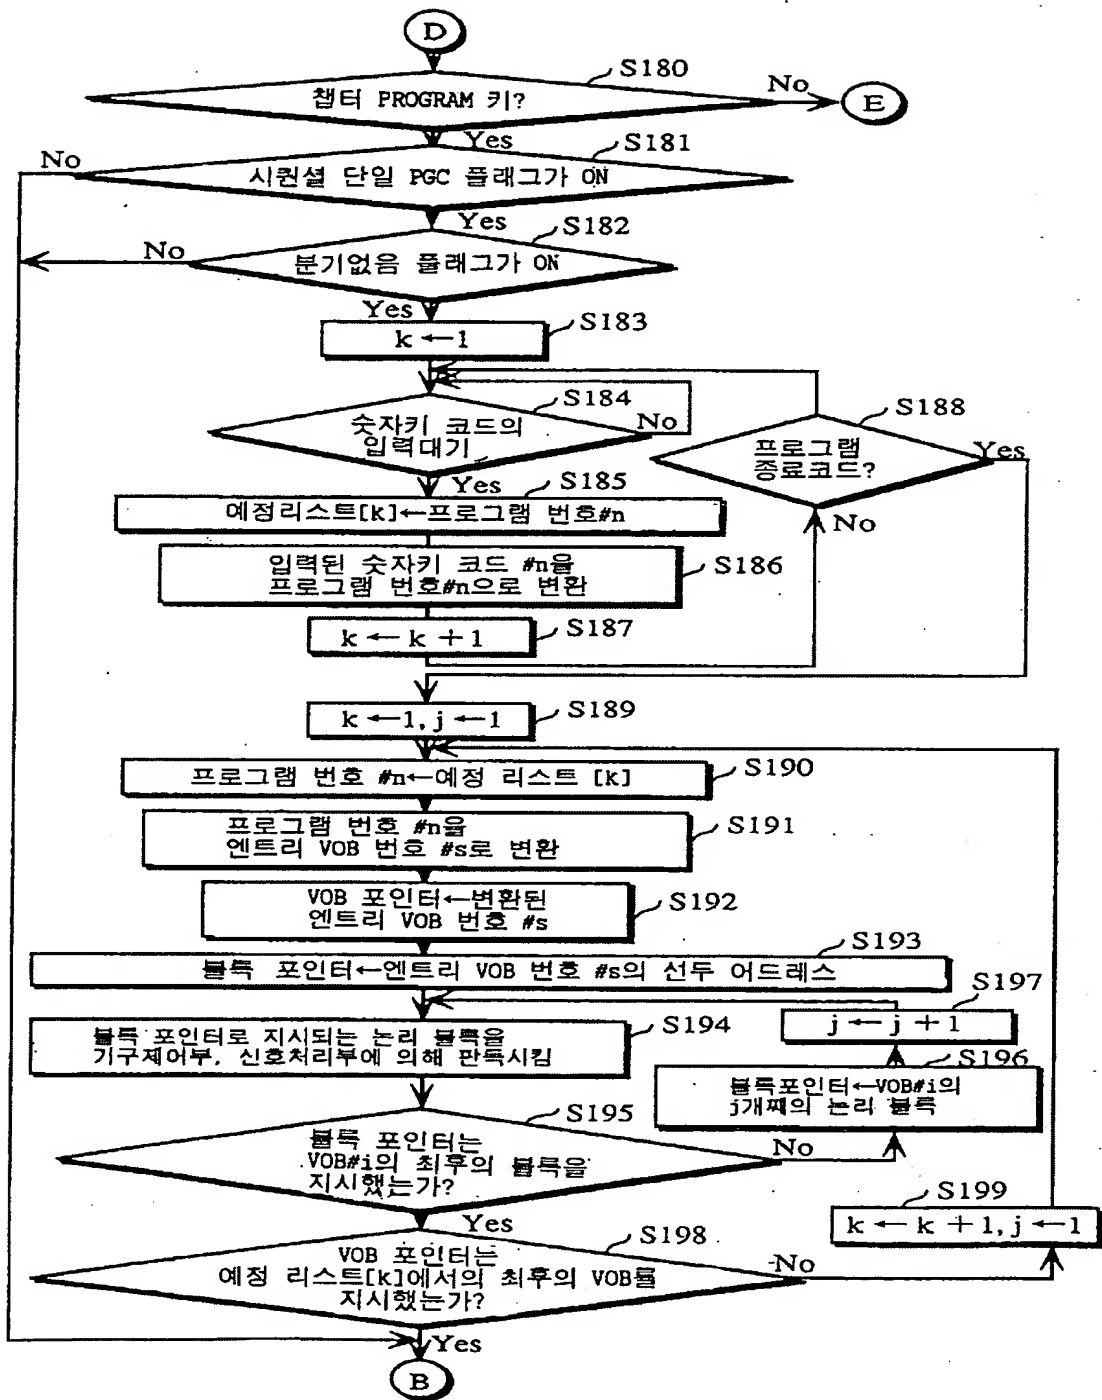 D
S180
챕터 PROGRAM 키?
No
E
Yes
S181
No
시퀀셜 단일 PGC 플래그가 ON
Yes
S182
No
분기없음 플래그가 ON
Yes
S183
k←1
S184
숫자키 코드의
입력대기
No
S188
프로그램
종료코드?
Yes
No
Yes
S185
예정리스트[k]←프로그램 번호#n
입력된 숫자키 코드 #n을
프로그램 번호#n으로 변환
S186
k←k+1
S187
k←1, j←1
S189
프로그램 번호 #n←예정 리스트 [k]
S190
프로그램 번호 #n을
엔트리 VOB 번호 #s로 변환
S191
VOB 포인터←변환된
엔트리 VOB 번호 #s
S192
S193
블록 포인터←엔트리 VOB 번호 #s의 선두 어드레스
S197
j←j+1
블록 포인터로 지시되는 논리 블록을
기구제어부, 신호처리부에 의해 판독시킴
S194
S196
블록포인터←VOB#i의
j개째의 논리 블록
S195
블록 포인터는
VOB#i의 최후의 블록을
지시했는가?
No
Yes
S199
k←k+1, j←1
S198
VOB 포인터는
예정 리스트[k]에서의 최후의 VOB를
지시했는가?
No
Yes
B